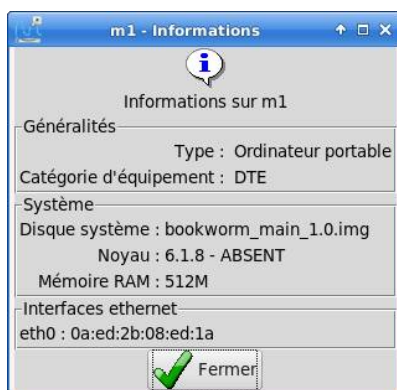 m1 - Informations
Informations sur m1
Généralités
Type : Ordinateur portable
Catégorie d'équipement : DTE
Système
Disque système : bookworm_main_1.0.img
Noyau : 6.1.8 - ABSENT
Mémoire RAM : 512M
Interfaces ethernet
eth0 : 0a:ed:2b:08:ed:1a
Fermer